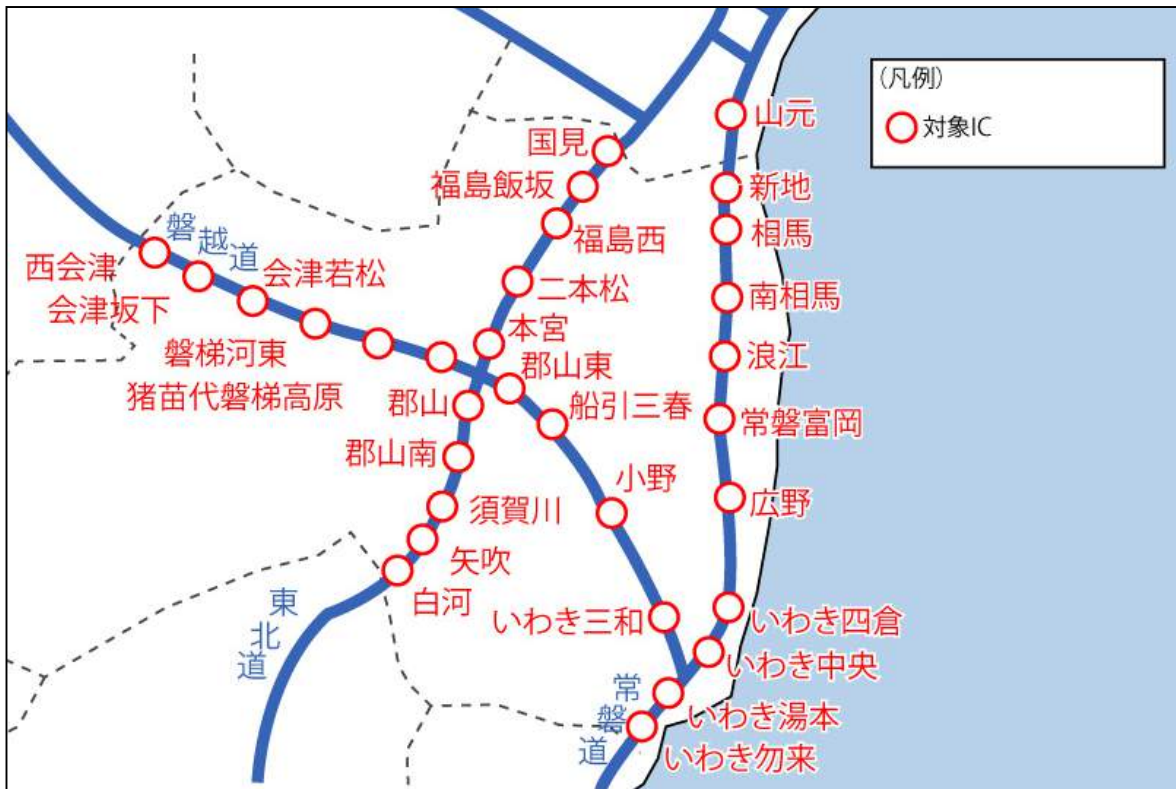 (凡例)
対象IC
山元
国見
福島飯坂
新地
福島西
相馬
磐越道
西会津
会津若松
二本松
南相馬
会津坂下
本宮
磐梯河東
郡山東
浪江
猪苗代磐梯高原
郡山
船引三春
常磐富岡
郡山南
小野
広野
須賀川
矢吹
白河
東北道
いわき三和
いわき四倉
いわき中央
常磐道
いわき湯本
いわき勿来